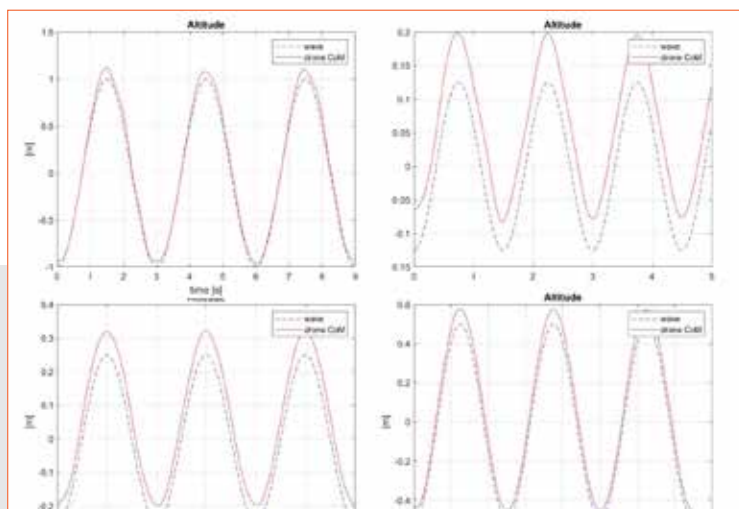 Altitude
1.5
1
0.5
0
-0.5
-1
[m]
0 1 2 3 4 5 6 7 8 9
time [s]
wave
drone CoM
Altitude
0.2
0.15
0.1
0.05
0
0.05
-0.1
0.15
0 1 2 3 4 5
wave
drone CoM
0.4
0.3
0.2
0.1
0
-0.1
-0.2
[m]
wave
drone CoM
Altitude
0.6
0.4
0.2
0
-0.2
-0.4
[m]
wave
drone CoM